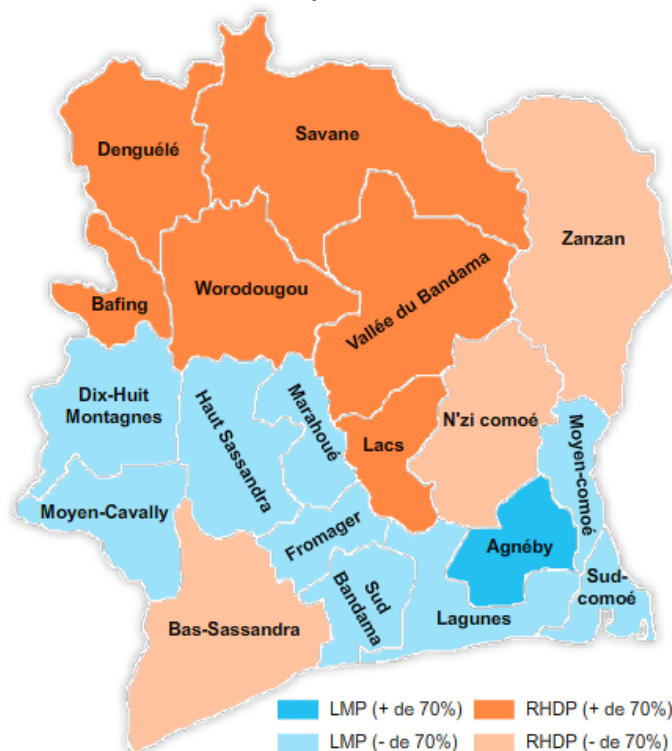 Denguélé
Savane
Zanzan
Bafing
Worodougou
Vallée du Bandama
Dix-Huit
Montagnes
Haut Sassandra
Marahoué
Lacs
N'zi comoé
Moyen-comoé
Moyen-Cavally
Fromager
Agnéby
Sud
Bandama
Sud-
comoé
Lagunes
Bas-Sassandra
LMP (+ de 70%)
RHDP (+ de 70%)
LMP (- de 70%)
RHDP (- de 70%)